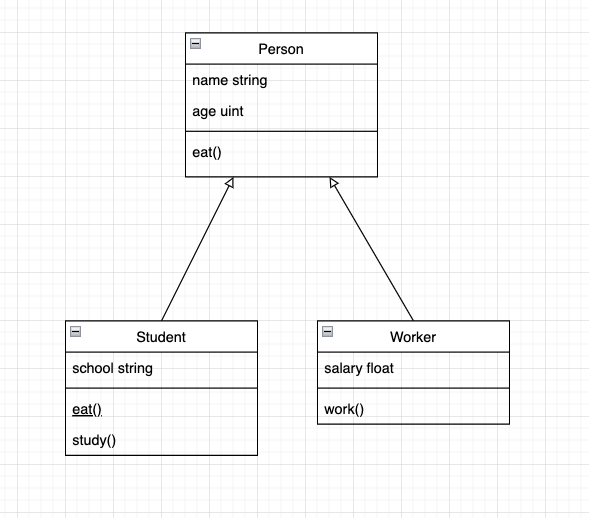 Person
name string
age uint
eat()
Student
school string
eat()
study()
Worker
salary float
work()